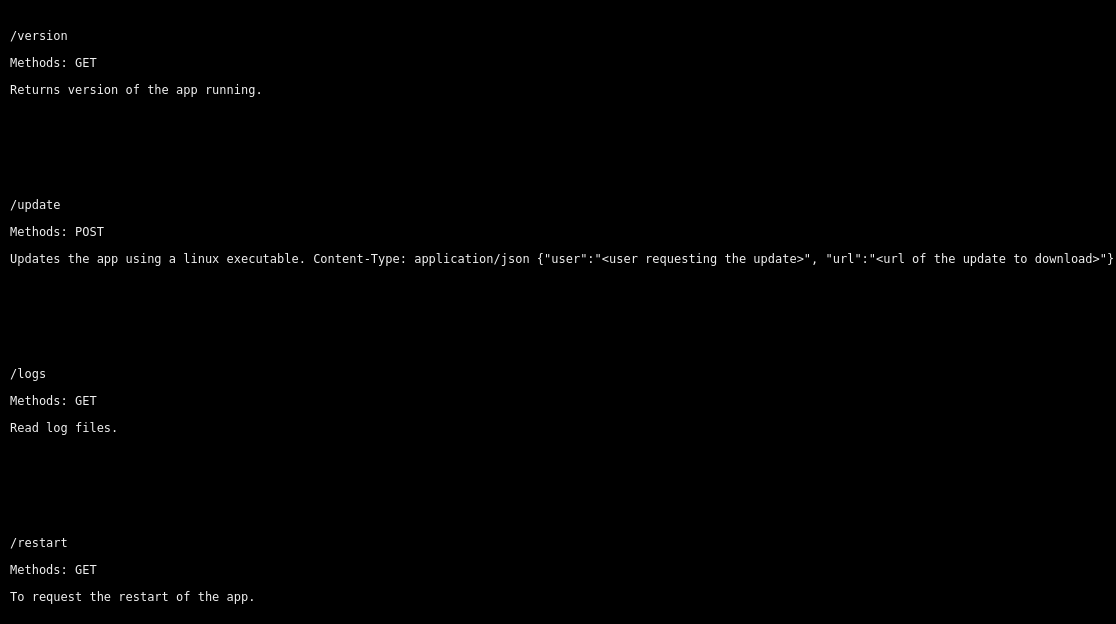 /version
Methods: GET
Returns version of the app running.
/update
Methods: POST
Updates the app using a linux executable. Content-Type: application/json {"user":"<user requesting the update>", "url":"<url of the update to download>"}
/logs
Methods: GET
Read log files.
/restart
Methods: GET
To request the restart of the app.